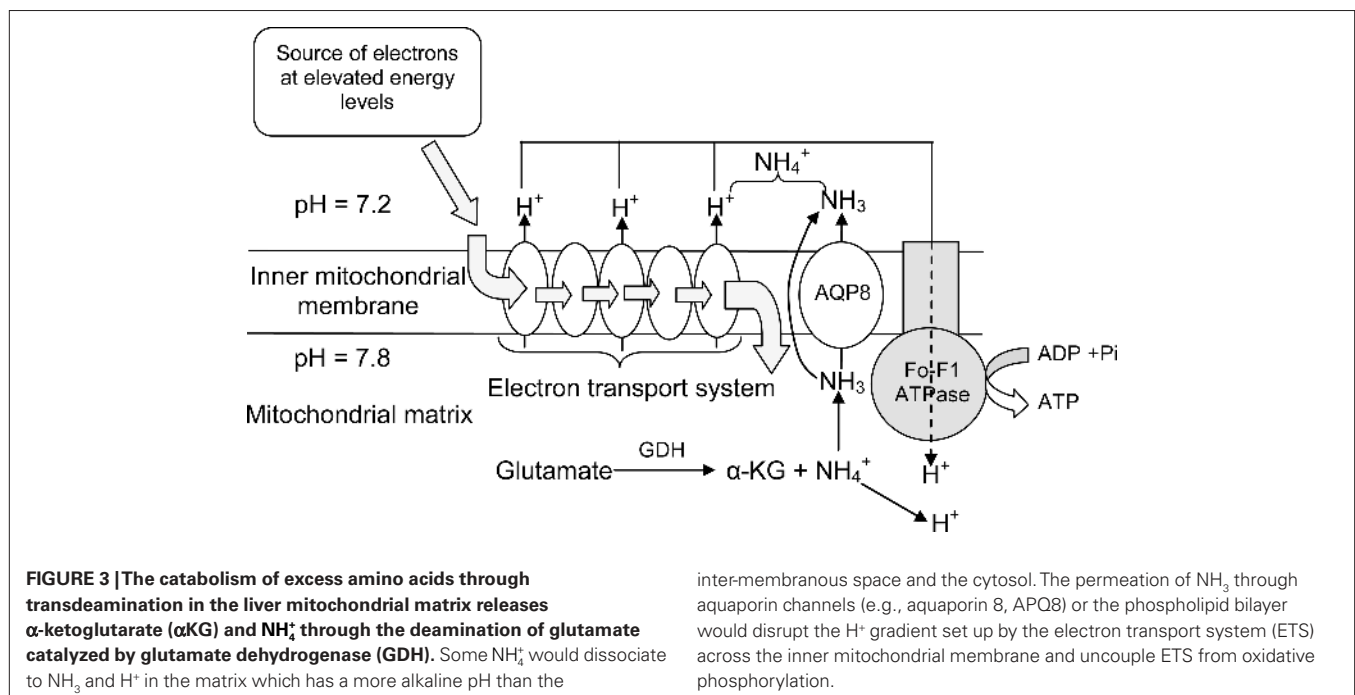 Source of electrons
at elevated energy
levels
NH₄⁺
pH = 7.2
H⁺
H⁺
H⁺
NH₃
Inner mitochondrial
membrane
AQP8
pH = 7.8
Electron transport system
NH₃
Fo-F1
ATPase
ADP +Pi
ATP
Mitochondrial matrix
GDH
Glutamate
α-KG + NH₄⁺
H⁺
H⁺
FIGURE 3 | The catabolism of excess amino acids through
transdeamination in the liver mitochondrial matrix releases
α-ketoglutarate (αKG) and NH₄⁺ through the deamination of glutamate
catalyzed by glutamate dehydrogenase (GDH). Some NH₄⁺ would dissociate
to NH₃ and H⁺ in the matrix which has a more alkaline pH than the
inter-membranous space and the cytosol. The permeation of NH₃ through
aquaporin channels (e.g., aquaporin 8, APQ8) or the phospholipid bilayer
would disrupt the H⁺ gradient set up by the electron transport system (ETS)
across the inner mitochondrial membrane and uncouple ETS from oxidative
phosphorylation.